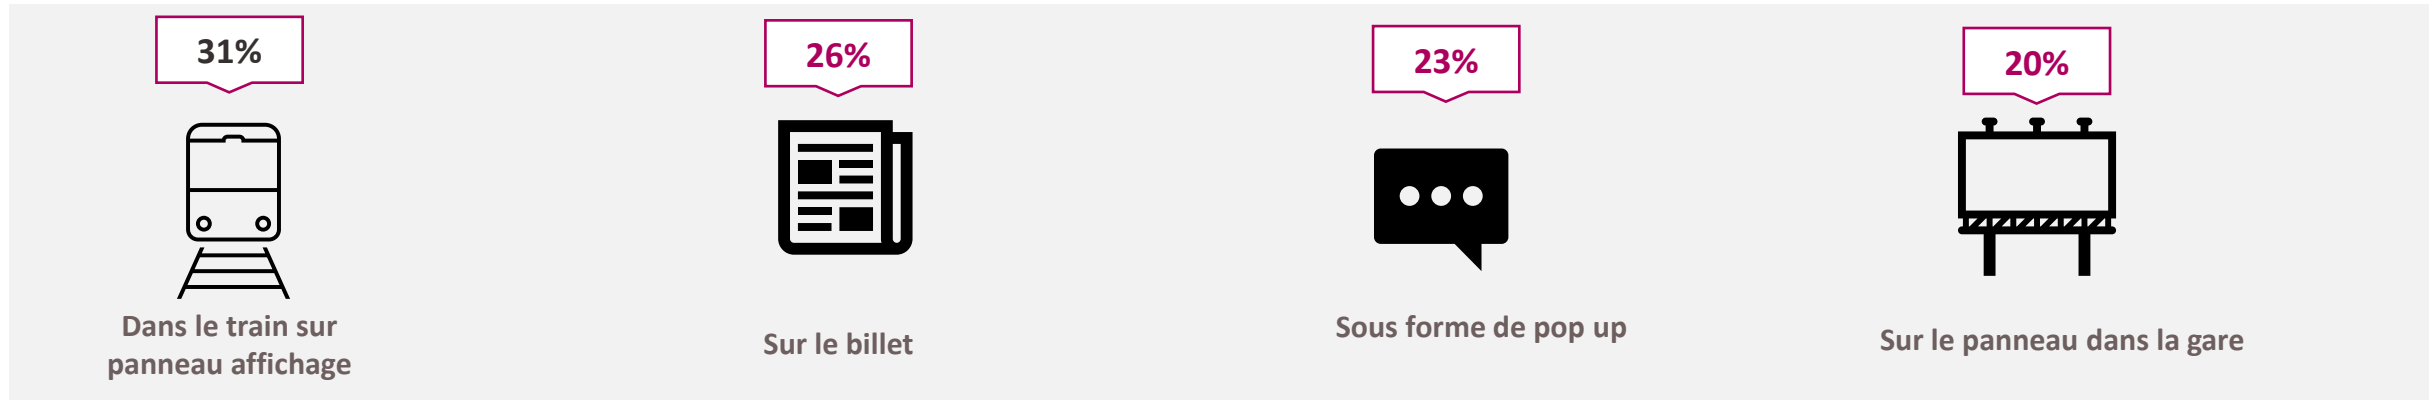 31%
26%
23%
20%
Dans le train sur
panneau affichage
Sur le billet
Sous forme de pop up
Sur le panneau dans la gare